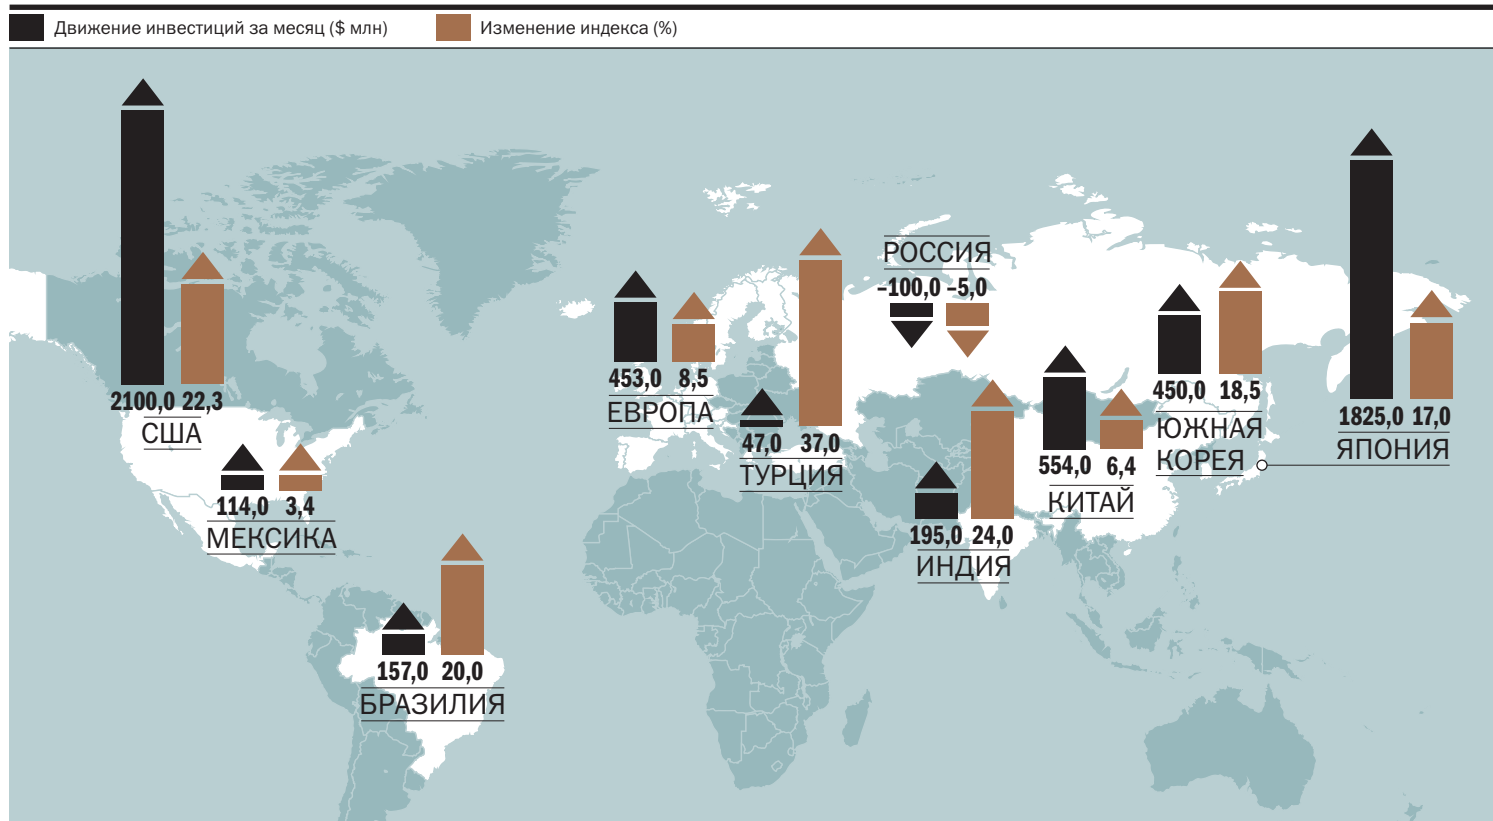 Движение инвестиций за месяц ($ млн)
Изменение индекса (%)
2100,0 22,3
США
114,0 3,4
МЕКСИКА
157,0 20,0
БРАЗИЛИЯ
453,0 8,5
ЕВРОПА
47,0 37,0
ТУРЦИЯ
РОССИЯ
–100,0 –5,0
195,0 24,0
ИНДИЯ
554,0 6,4
КИТАЙ
450,0 18,5
ЮЖНАЯ
КОРЕЯ
1825,0 17,0
ЯПОНИЯ